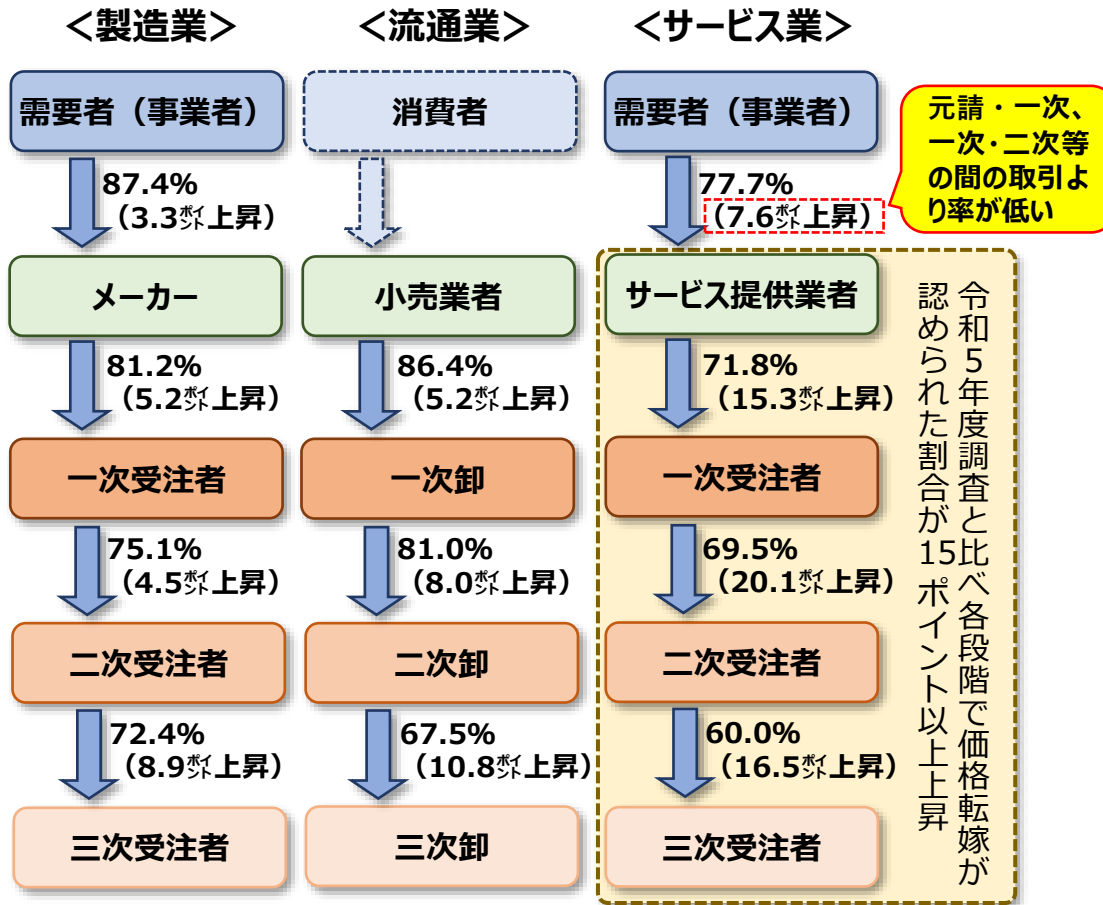 ＜製造業＞
需要者（事業者）
87.4%
（3.3ポイント上昇）
メーカー
81.2%
（5.2ポイント上昇）
一次受注者
75.1%
（4.5ポイント上昇）
二次受注者
72.4%
（8.9ポイント上昇）
三次受注者
＜流通業＞
消費者
小売業者
86.4%
（5.2ポイント上昇）
一次卸
81.0%
（8.0ポイント上昇）
二次卸
67.5%
（10.8ポイント上昇）
三次卸
＜サービス業＞
需要者（事業者）
77.7%
（7.6ポイント上昇）
元請・一次、
一次・二次等
の間の取引よ
り率が低い
サービス提供業者
71.8%
（15.3ポイント上昇）
一次受注者
69.5%
（20.1ポイント上昇）
二次受注者
60.0%
（16.5ポイント上昇）
三次受注者
令和５年度調査と比べ各段階で価格転嫁が
認められた割合が15ポイント以上上昇